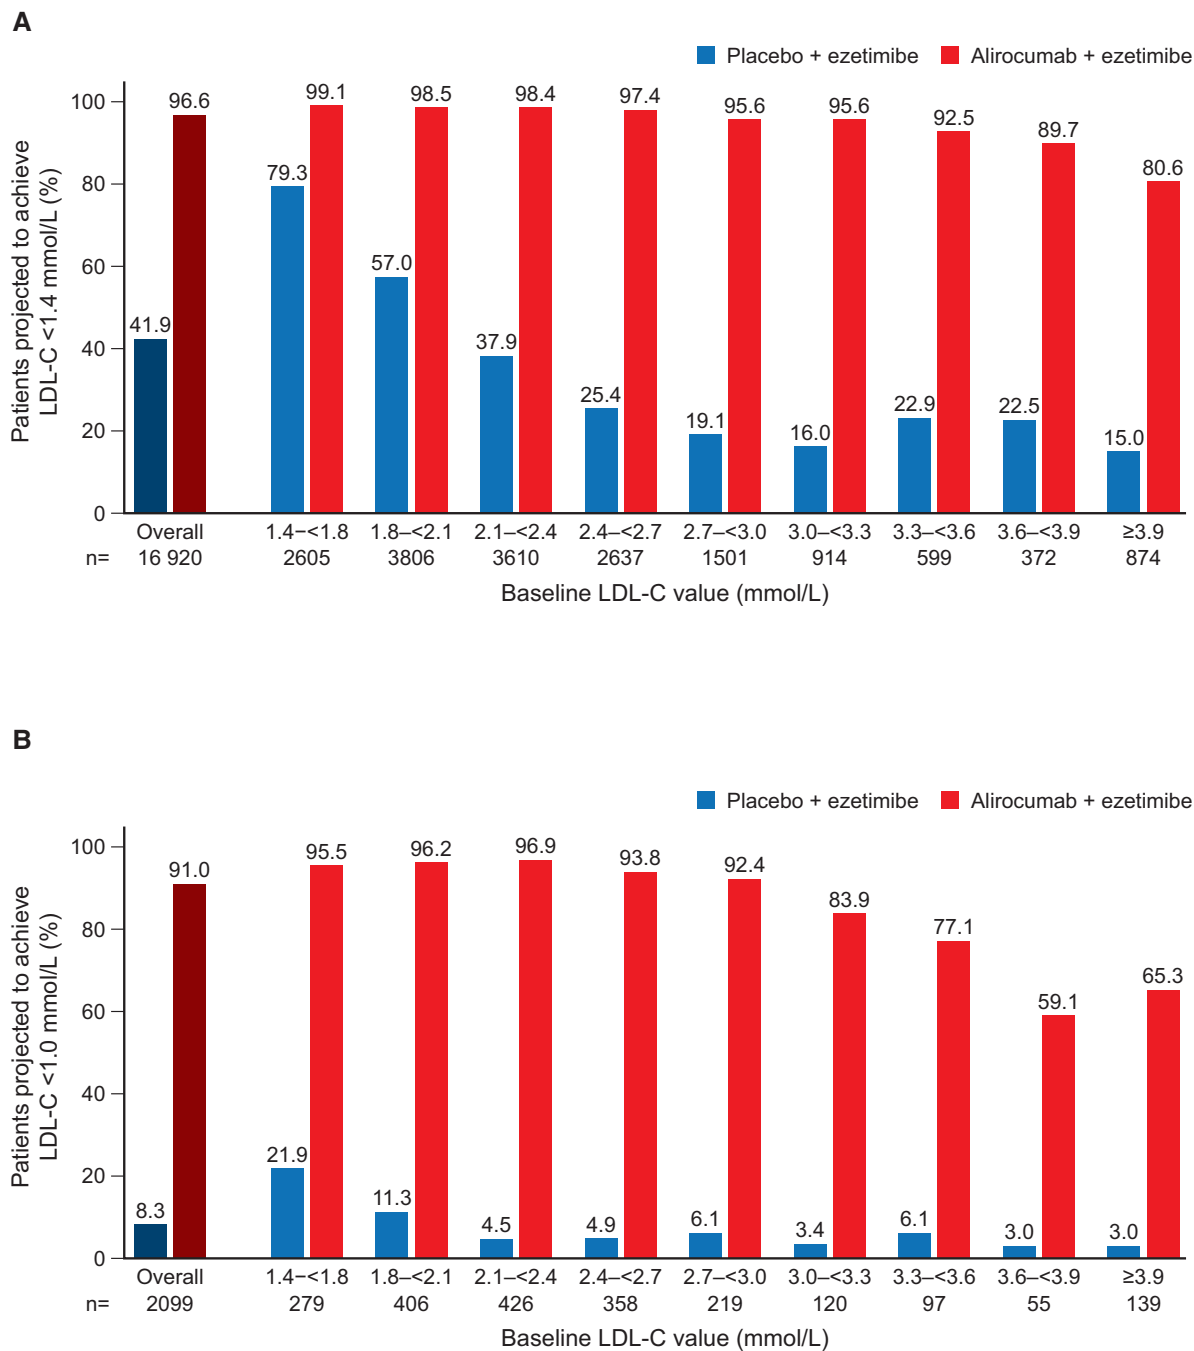 A
Placebo + ezetimibe Alirocumab + ezetimibe
Patients projected to achieve
LDL-C <1.4 mmol/L (%)
100
80
60
40
20
0
41.9 96.6
79.3 99.1
57.0 98.5
37.9 98.4
25.4 97.4
19.1 95.6
16.0 95.6
22.9 92.5
22.5 89.7
15.0 80.6
Overall 1.4–<1.8 1.8–<2.1 2.1–<2.4 2.4–<2.7 2.7–<3.0 3.0–<3.3 3.3–<3.6 3.6–<3.9 ≥3.9
n= 16 920 2605 3806 3610 2637 1501 914 599 372 874
Baseline LDL-C value (mmol/L)
B
Placebo + ezetimibe Alirocumab + ezetimibe
Patients projected to achieve
LDL-C <1.0 mmol/L (%)
100
80
60
40
20
0
8.3 91.0
21.9 95.5
11.3 96.2
4.5 96.9
4.9 93.8
6.1 92.4
3.4 83.9
6.1 77.1
3.0 59.1
3.0 65.3
Overall 1.4–<1.8 1.8–<2.1 2.1–<2.4 2.4–<2.7 2.7–<3.0 3.0–<3.3 3.3–<3.6 3.6–<3.9 ≥3.9
n= 2099 279 406 426 358 219 120 97 55 139
Baseline LDL-C value (mmol/L)